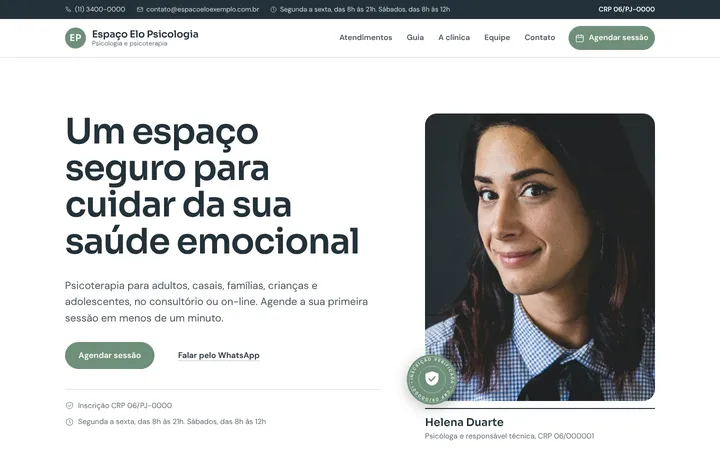 (11) 3400-0000 contato@espacoeloexemplo.com.br Segunda a sexta, das 8h às 21h. Sábados, das 8h às 12h CRP 06/PJ-0000
EP Espaço Elo Psicologia
Psicologia e psicoterapia
Atendimentos Guia A clínica Equipe Contato Agendar sessão
Um espaço
seguro para
cuidar da sua
saúde emocional
Psicoterapia para adultos, casais, famílias, crianças e
adolescentes, no consultório ou on-line. Agende a sua primeira
sessão em menos de um minuto.
Agendar sessão Falar pelo WhatsApp
Inscrição CRP 06/PJ-0000
Segunda a sexta, das 8h às 21h. Sábados, das 8h às 12h
INSCRIÇÃO VERIFICADA
Helena Duarte
Psicóloga e responsável técnica, CRP 06/000001